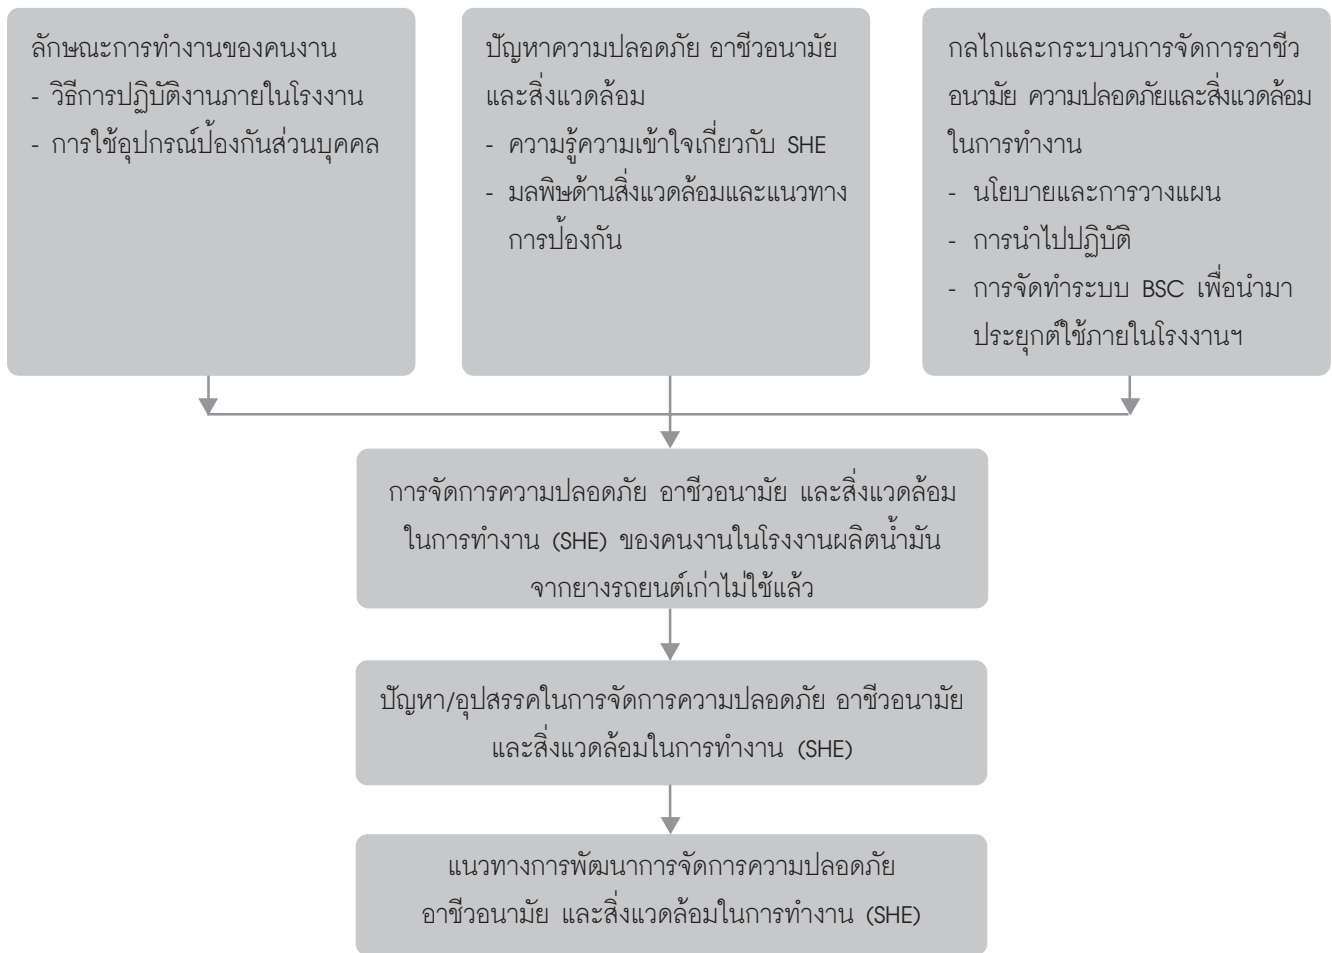 ลักษณะการทำงานของคนงาน
- วิธีการปฏิบัติงานภายในโรงงาน
- การใช้อุปกรณ์ป้องกันส่วนบุคคล
ปัญหาความปลอดภัย อาชีวอนามัย
และสิ่งแวดล้อม
- ความรู้ความเข้าใจเกี่ยวกับ SHE
- มลพิษด้านสิ่งแวดล้อมและแนวทาง
การป้องกัน
กลไกและกระบวนการจัดการอาชีว
อนามัย ความปลอดภัยและสิ่งแวดล้อม
ในการทำงาน
- นโยบายและการวางแผน
- การนำไปปฏิบัติ
- การจัดทำระบบ BSC เพื่อนำมา
ประยุกต์ใช้ภายในโรงงานฯ
การจัดการความปลอดภัย อาชีวอนามัย และสิ่งแวดล้อม
ในการทำงาน (SHE) ของคนงานในโรงงานผลิตน้ำมัน
จากยางรถยนต์เก่าไม่ใช้แล้ว
ปัญหา/อุปสรรคในการจัดการความปลอดภัย อาชีวอนามัย
และสิ่งแวดล้อมในการทำงาน (SHE)
แนวทางการพัฒนาการจัดการความปลอดภัย
อาชีวอนามัย และสิ่งแวดล้อมในการทำงาน (SHE)